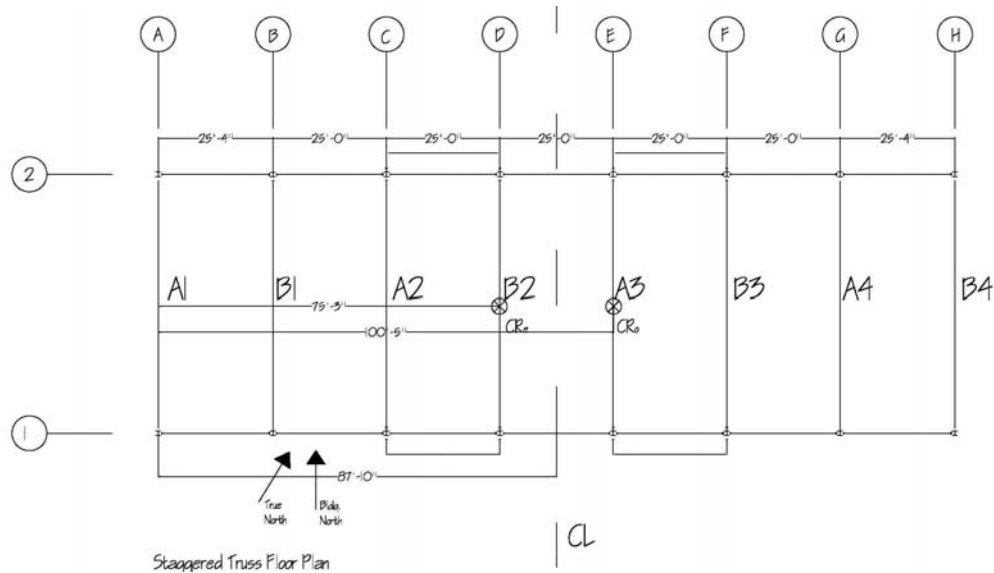 A B C D E F G H
25'-4" 25'-0" 25'-0" 25'-0" 25'-0" 25'-0" 25'-4"
2
A1 B1 A2 B2 A3 B3 A4 B4
75'-3"
CRe CRo
100'-5"
1
87'-10"
True North
Bldg. North
CL
Staggered Truss Floor Plan